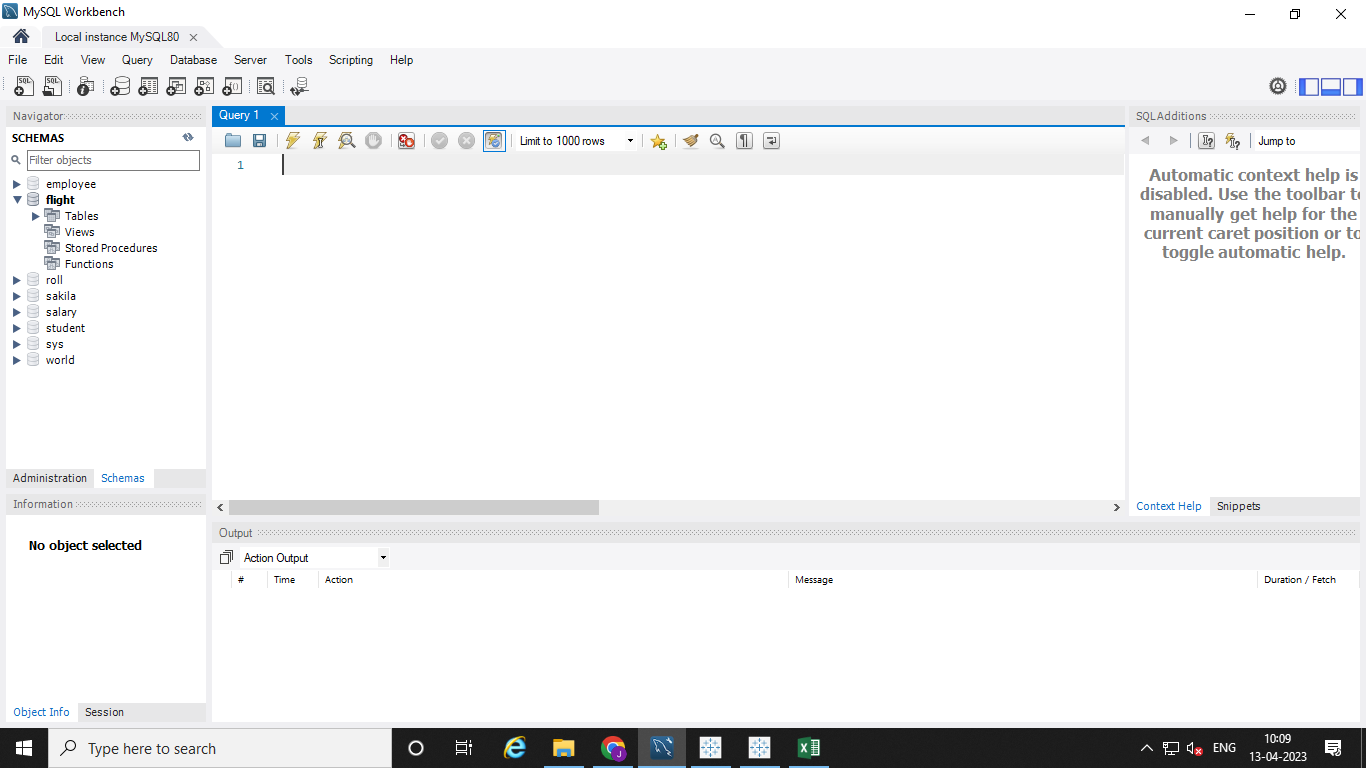 MySQL Workbench
Local instance MySQL80
File Edit View Query Database Server Tools Scripting Help
Navigator
SCHEMAS
Filter objects
employee
flight
Tables
Views
Stored Procedures
Functions
roll
sakila
salary
student
sys
world
Administration Schemas
Information
No object selected
Object Info Session
Query 1
Limit to 1000 rows
1
SQLAdditions
Jump to
Automatic context help is
disabled. Use the toolbar to
manually get help for the
current caret position or to
toggle automatic help.
Context Help Snippets
Output
Action Output
# Time Action Message Duration / Fetch
Type here to search
ENG
10:09
13-04-2023